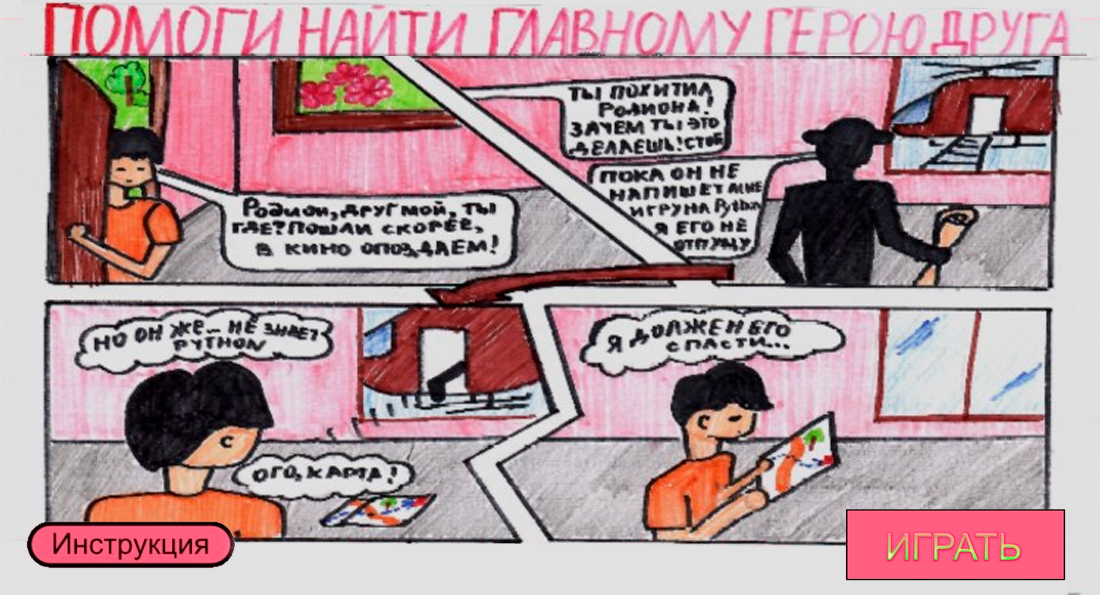 ПОМОГИ НАЙТИ ГЛАВНОМУ ГЕРОЮ ДРУГА
Родион, друг мой, ты
где? Пошли скорее,
в кино опоздаем!
Ты похитил
Родиона!
Зачем ты это
делаешь! Стой
Пока он не
напишет мне
игру на Python
я его не
отпущу
Но он же... не знает
Python
Ого, карта!
Я должен его
спасти...
Инструкция
ИГРАТЬ